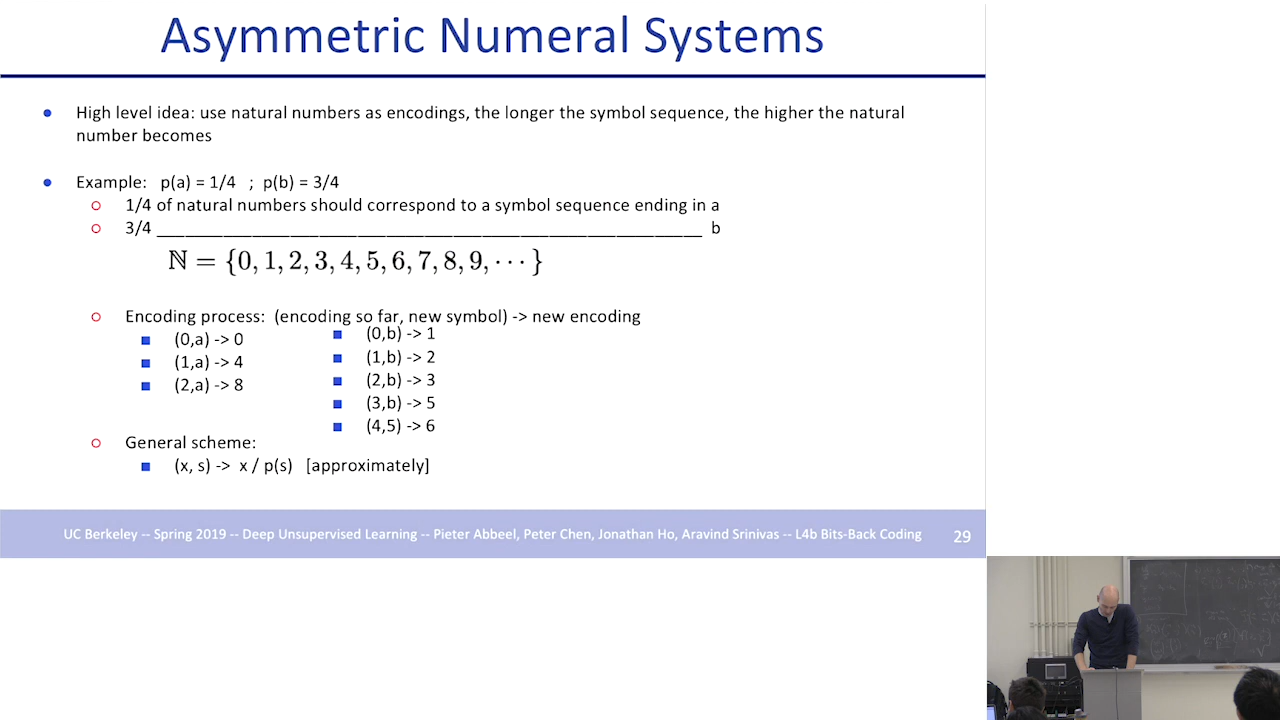 Asymmetric Numeral Systems
High level idea: use natural numbers as encodings, the longer the symbol sequence, the higher the natural
number becomes
Example: p(a) = 1/4 ; p(b) = 3/4
1/4 of natural numbers should correspond to a symbol sequence ending in a
3/4 ____________________________________________________________ b
ℕ = {0, 1, 2, 3, 4, 5, 6, 7, 8, 9, ⋯ }
Encoding process: (encoding so far, new symbol) -> new encoding
(0,a) -> 0
(1,a) -> 4
(2,a) -> 8
(0,b) -> 1
(1,b) -> 2
(2,b) -> 3
(3,b) -> 5
(4,5) -> 6
General scheme:
(x, s) -> x / p(s) [approximately]
UC Berkeley -- Spring 2019 -- Deep Unsupervised Learning -- Pieter Abbeel, Peter Chen, Jonathan Ho, Aravind Srinivas -- L4b Bits-Back Coding
29